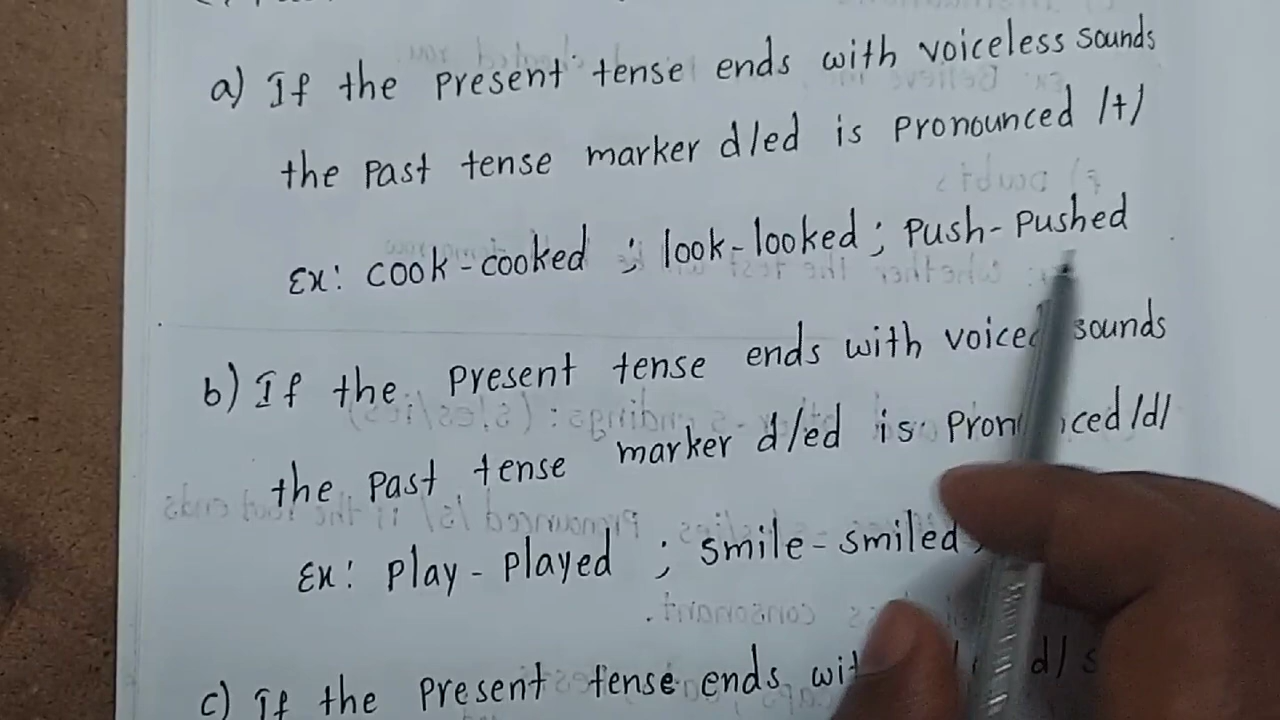 a) If the present tense ends with voiceless sounds
the past tense marker d/ed is pronounced /t/
Ex: cook - cooked ; look - looked ; push - pushed
b) If the present tense ends with voiced sounds
the past tense marker d/ed is pronounced /d/
Ex: play - played ; smile - smiled
c) If the present tense ends d/